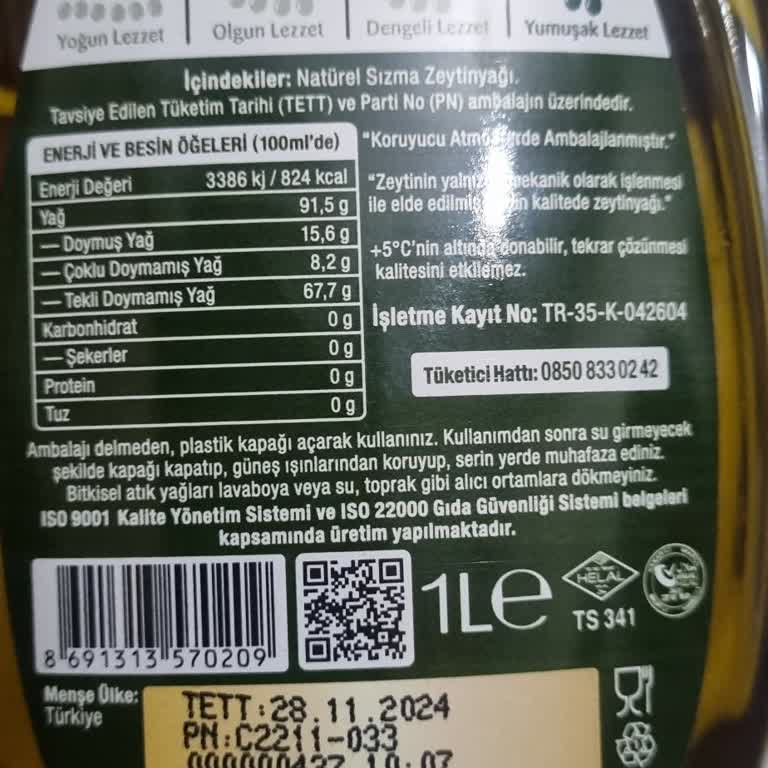 Yoğun Lezzet
Olgun Lezzet
Dengeli Lezzet
Yumuşak Lezzet
İçindekiler: Natürel Sızma Zeytinyağı.
Tavsiye Edilen Tüketim Tarihi (TETT) ve Parti No (PN) ambalajın üzerindedir.
ENERJİ VE BESİN ÖĞELERİ (100ml'de)
Enerji Değeri 3386 kj / 824 kcal
Yağ 91,5 g
— Doymuş Yağ 15,6 g
— Çoklu Doymamış Yağ 8,2 g
— Tekli Doymamış Yağ 67,7 g
Karbonhidrat 0 g
— Şekerler 0 g
Protein 0 g
Tuz 0 g
"Koruyucu Ambalajlanmıştır."
"Zeytinin olarak işlenmesi
ile elde kalitede zeytinyağı."
+5°C'nin altında donabilir, tekrar çözünmesi
kalitesini etkilemez.
İşletme Kayıt No: TR-35-K-042604
Tüketici Hattı: 0850 833 02 42
Ambalajı delmeden, plastik kapağı açarak kullanınız. Kullanımdan sonra su girmeyecek
şekilde kapağı kapatıp, güneş ışınlarından koruyup, serin yerde muhafaza ediniz.
Bitkisel atık yağları lavaboya veya su, toprak gibi alıcı ortamlara dökmeyiniz.
ISO 9001 Kalite Yönetim Sistemi ve ISO 22000 Gıda Güvenliği Sistemi belgeleri
kapsamında üretim yapılmaktadır.
8 691313 570209
1L e
HELAL
TS 341
Menşe Ülke:
Türkiye
TETT:28.11.2024
PN:C2211-033